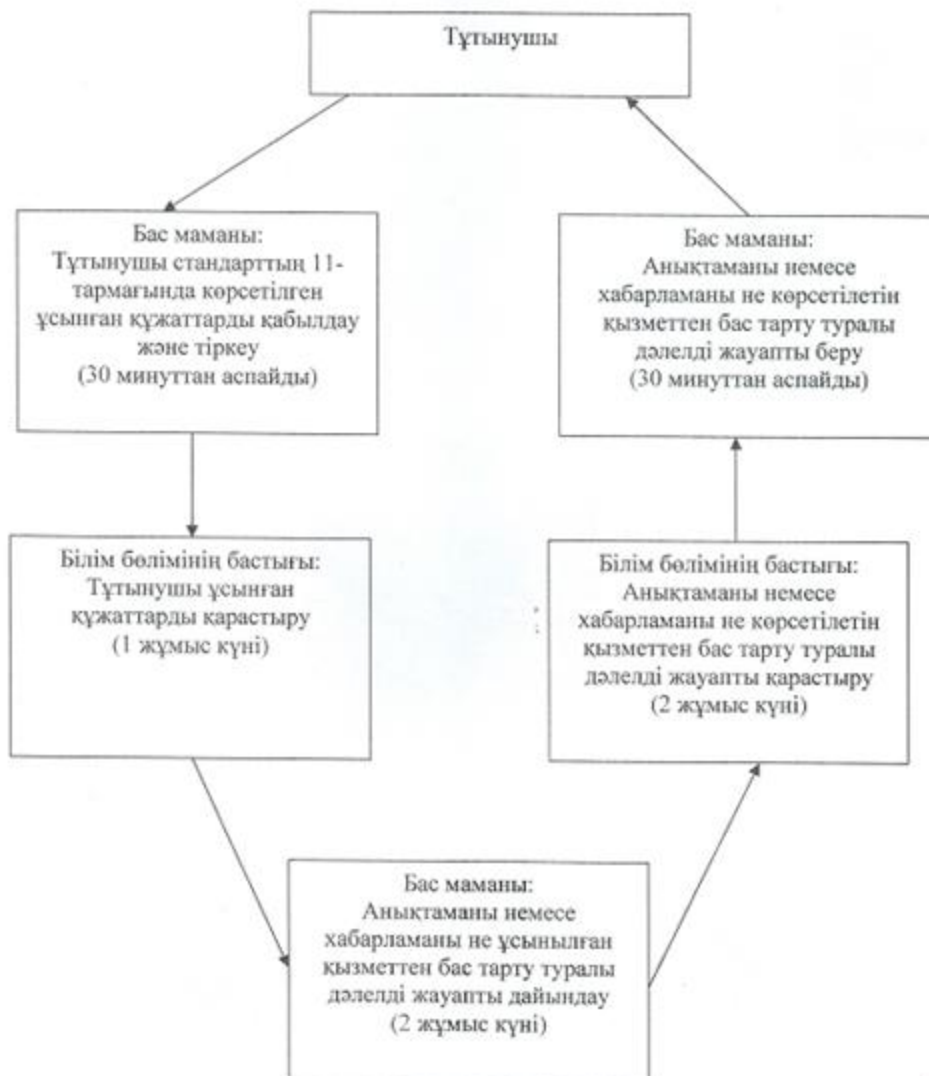 Тұтынушы
Бас маманы:
Тұтынушы стандарттың 11-
тармағында көрсетілген
ұсынған құжаттарды қабылдау
және тіркеу
(30 минуттан аспайды)
Білім бөлімінің бастығы:
Тұтынушы ұсынған
құжаттарды қарастыру
(1 жұмыс күні)
Бас маманы:
Анықтаманы немесе
хабарламаны не ұсынылған
қызметтен бас тарту туралы
дәлелді жауапты дайындау
(2 жұмыс күні)
Білім бөлімінің бастығы:
Анықтаманы немесе
хабарламаны не көрсетілетін
қызметтен бас тарту туралы
дәлелді жауапты қарастыру
(2 жұмыс күні)
Бас маманы:
Анықтаманы немесе
хабарламаны не көрсетілетін
қызметтен бас тарту туралы
дәлелді жауапты беру
(30 минуттан аспайды)